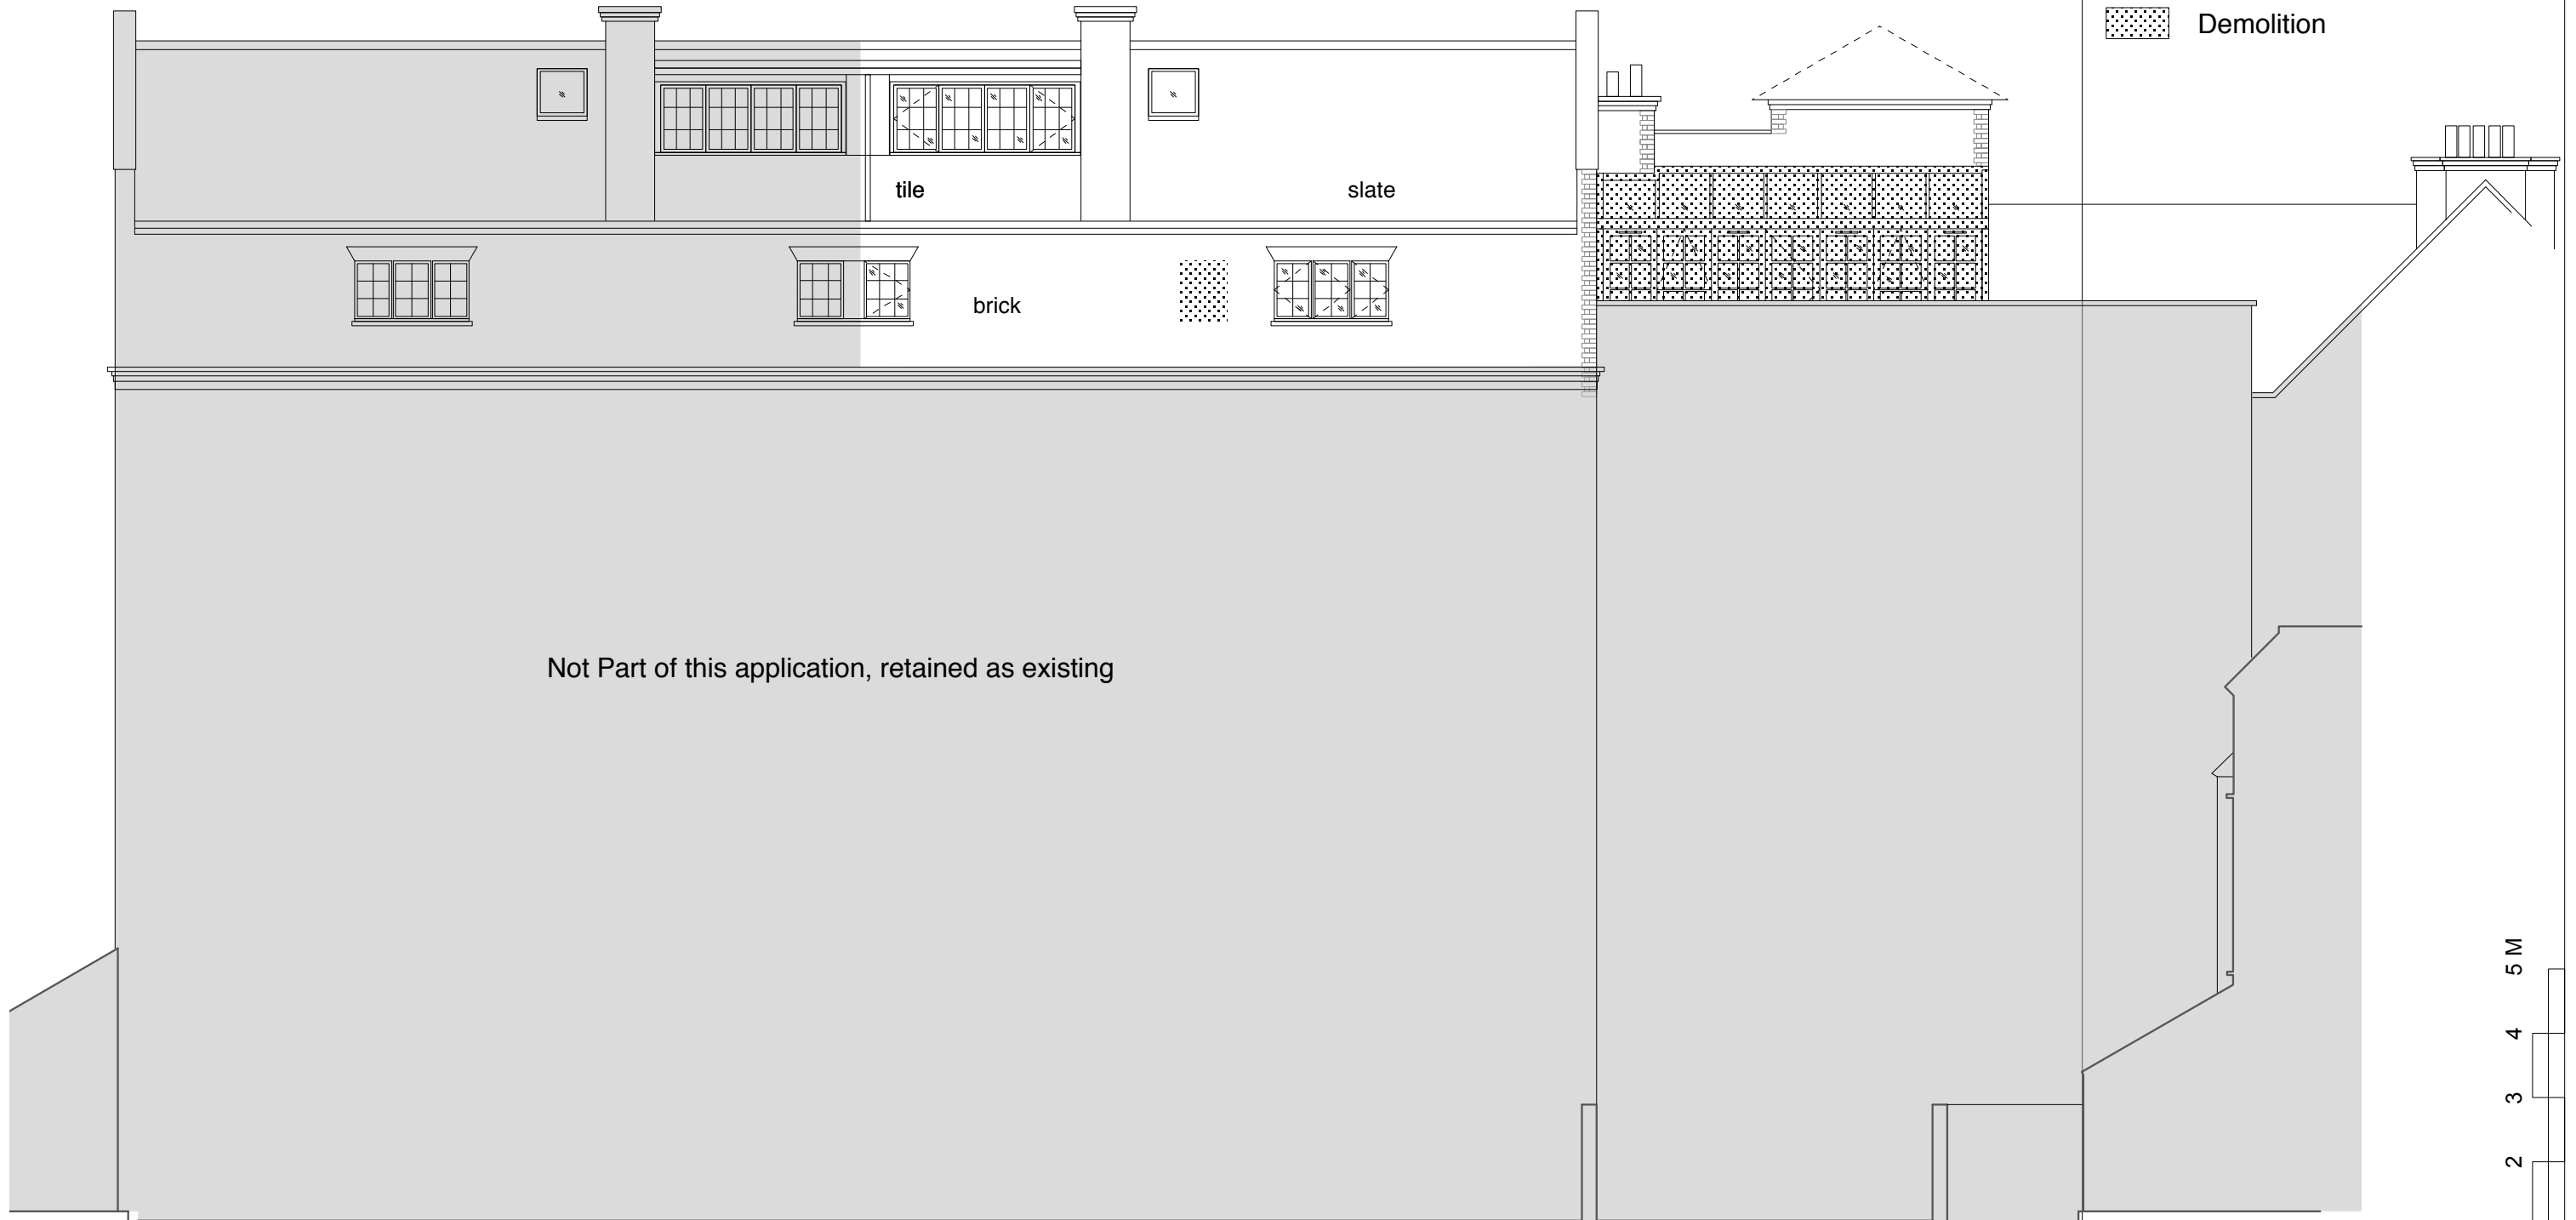 Demolition
tile
slate
brick
Not Part of this application, retained as existing
5 M
4
3
2